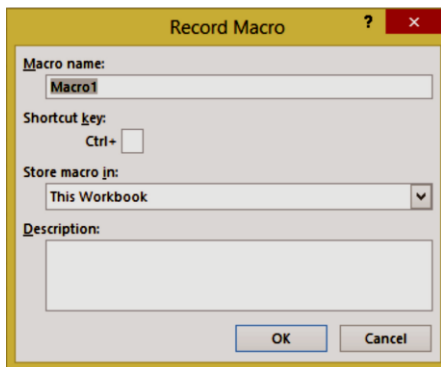 Record Macro
?
Macro name:
Macro1
Shortcut key:
Ctrl+
Store macro in:
This Workbook
Description:
OK Cancel